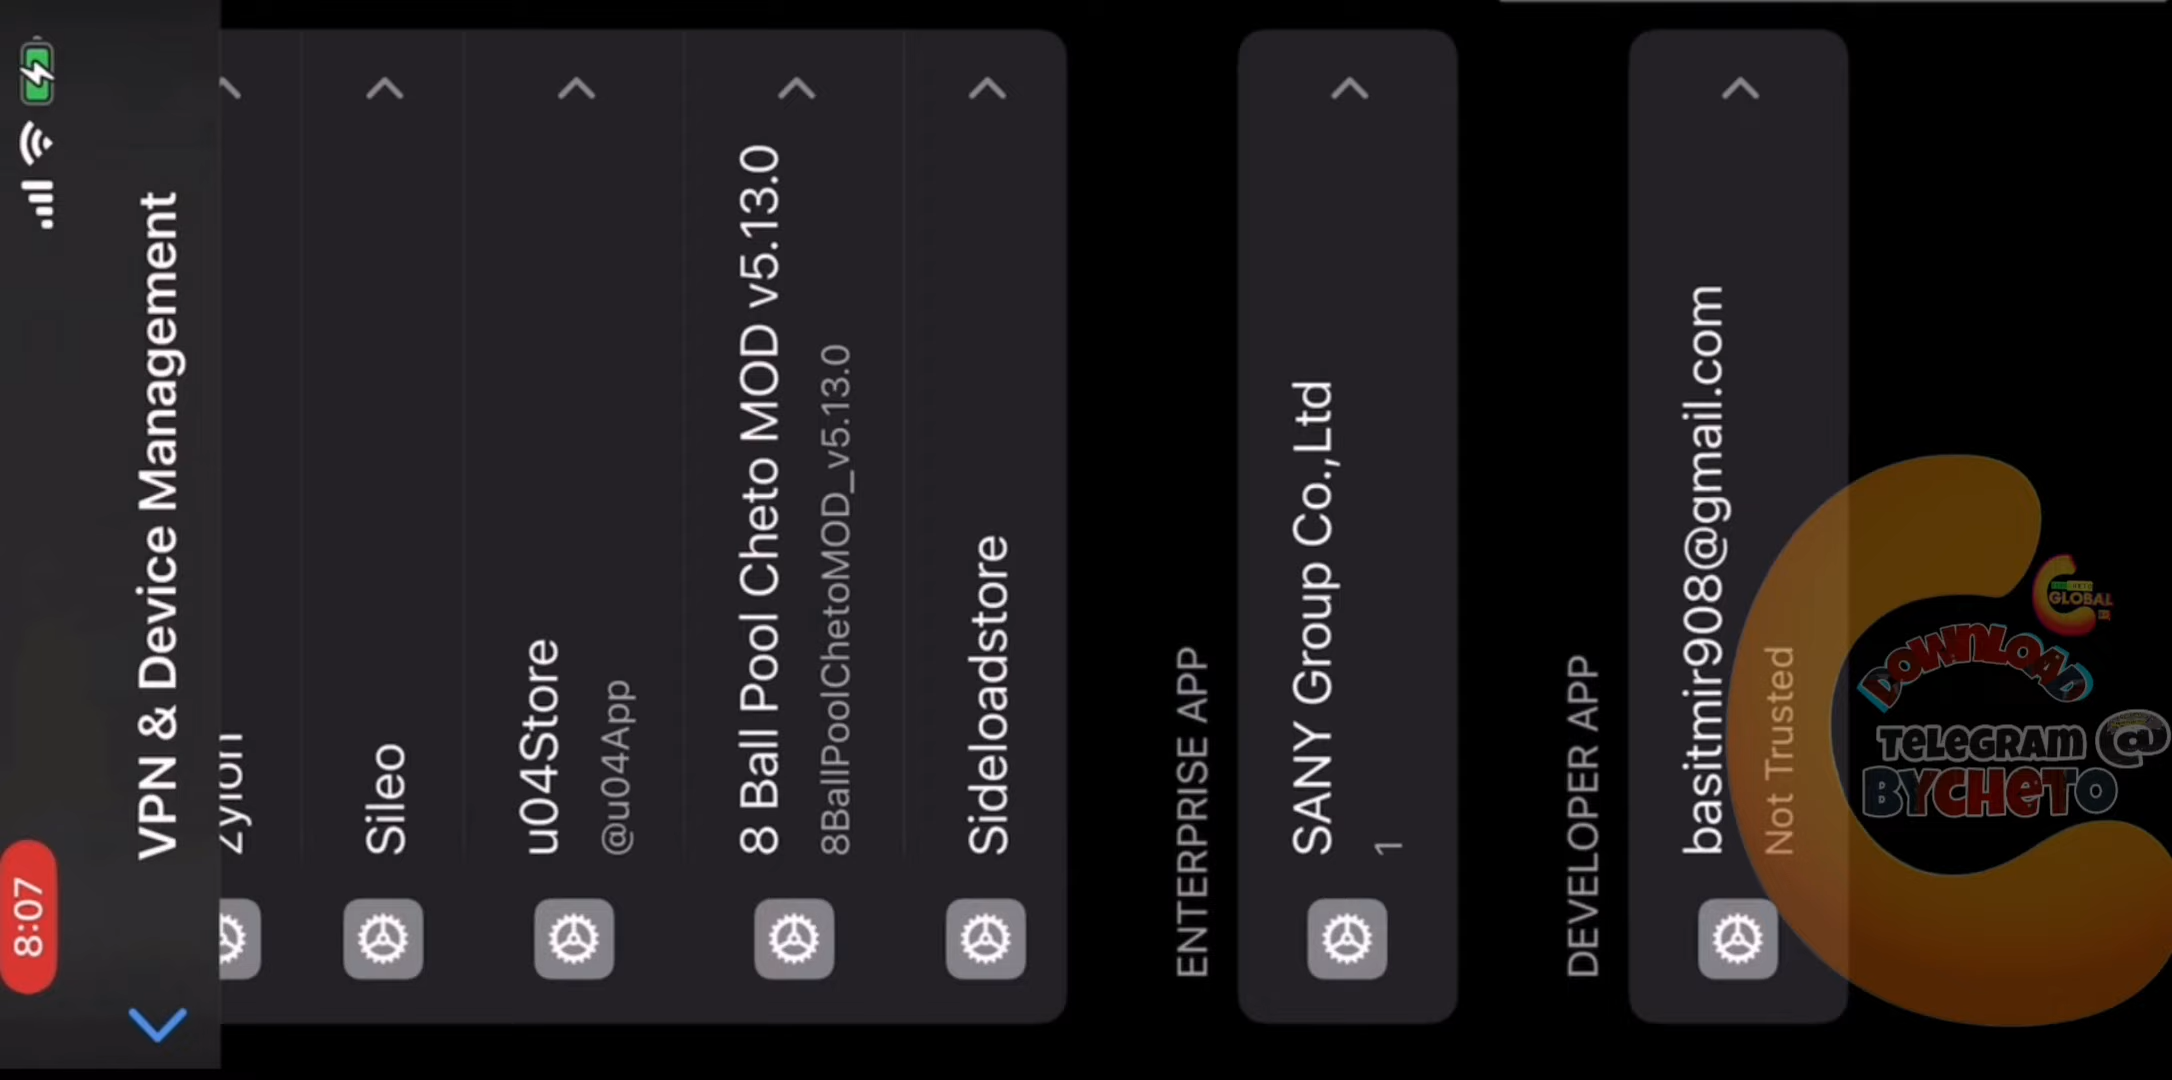 8:07
VPN & Device Management
Zylon
Sileo
u04Store
@u04App
8 Ball Pool Cheto MOD v5.13.0
8BallPoolChetoMOD_v5.13.0
Sideloadstore
ENTERPRISE APP
SANY Group Co.,Ltd
1
DEVELOPER APP
basitmir908@gmail.com
Not Trusted
GLOBAL
DOWNLOAD
TELEGRAM @
BYCHETO